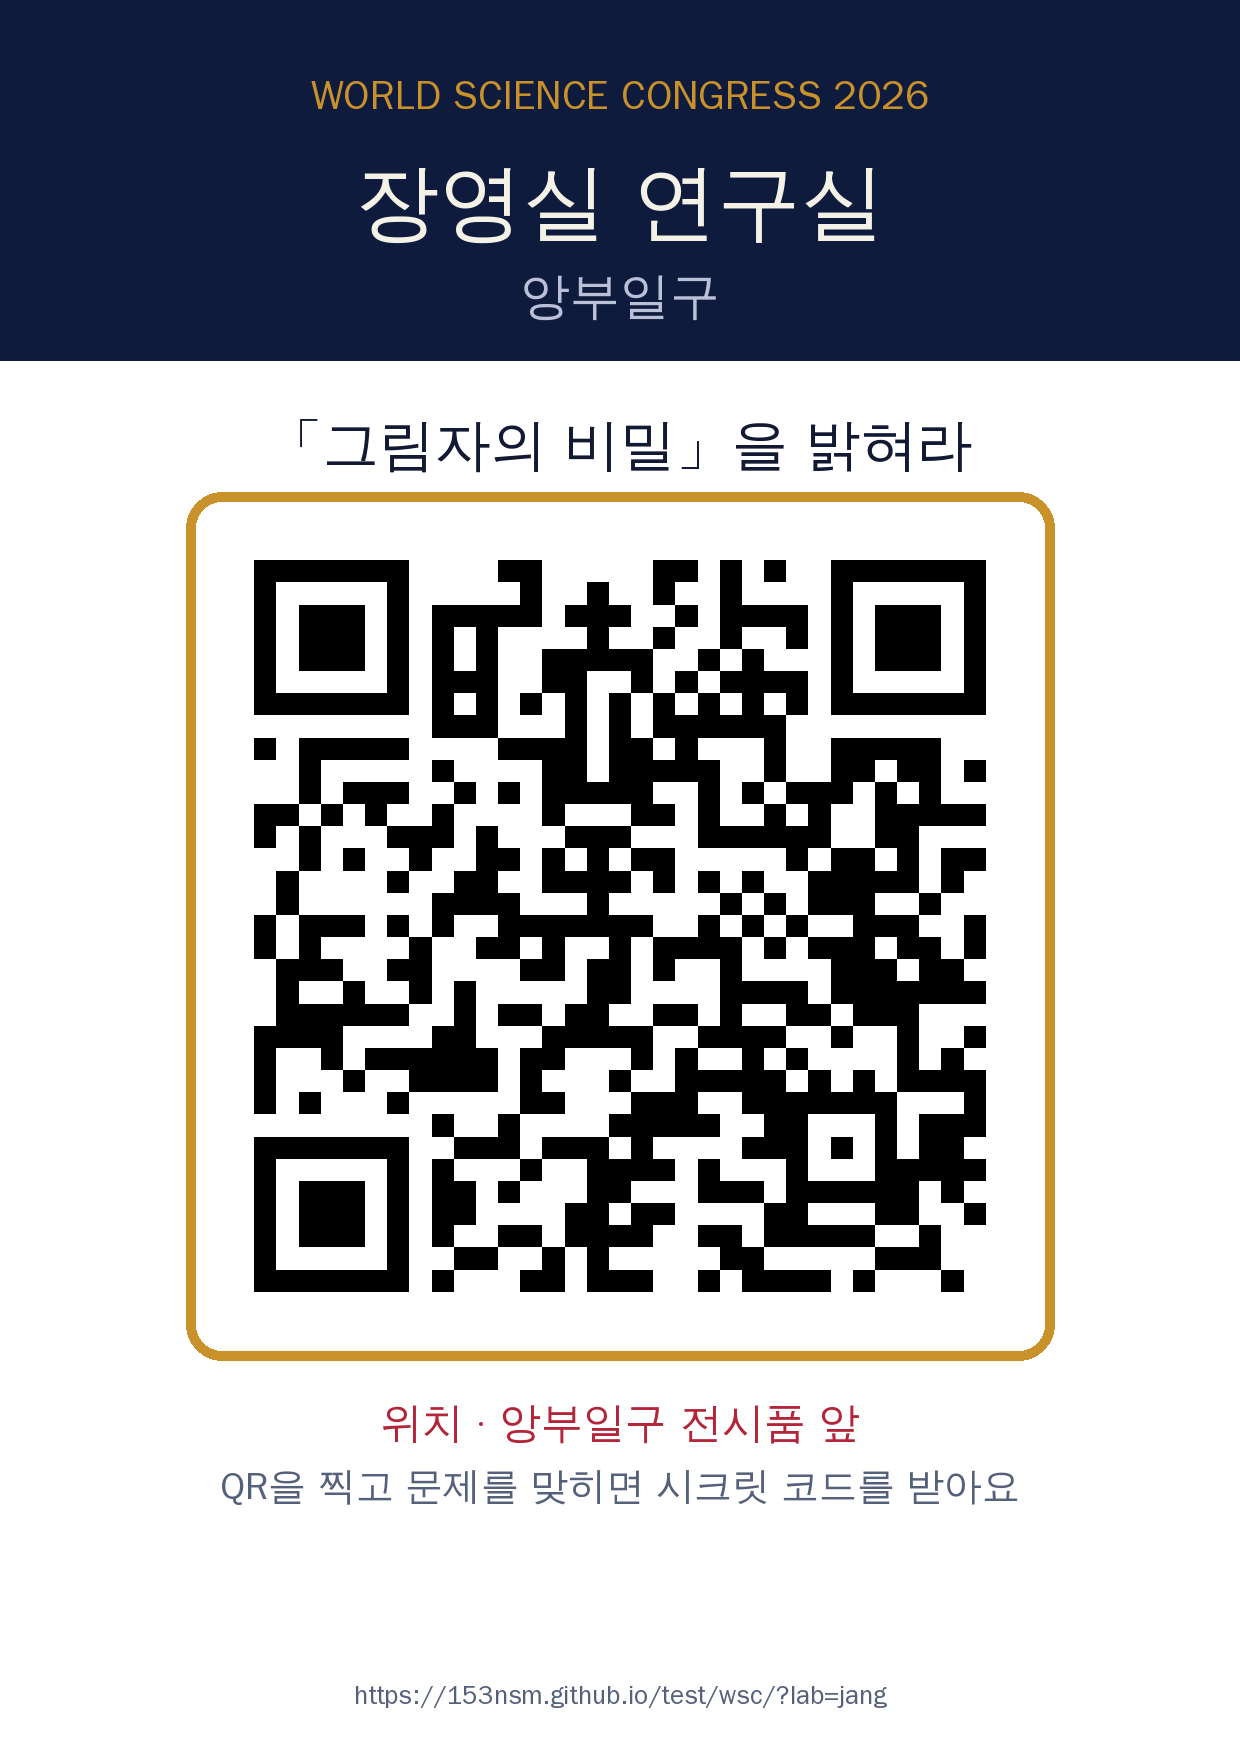 WORLD SCIENCE CONGRESS 2026
장영실 연구실
앙부일구
「그림자의 비밀」을 밝혀라
위치 · 앙부일구 전시품 앞
QR을 찍고 문제를 맞히면 시크릿 코드를 받아요
https://153nsm.github.io/test/wsc/?lab=jang